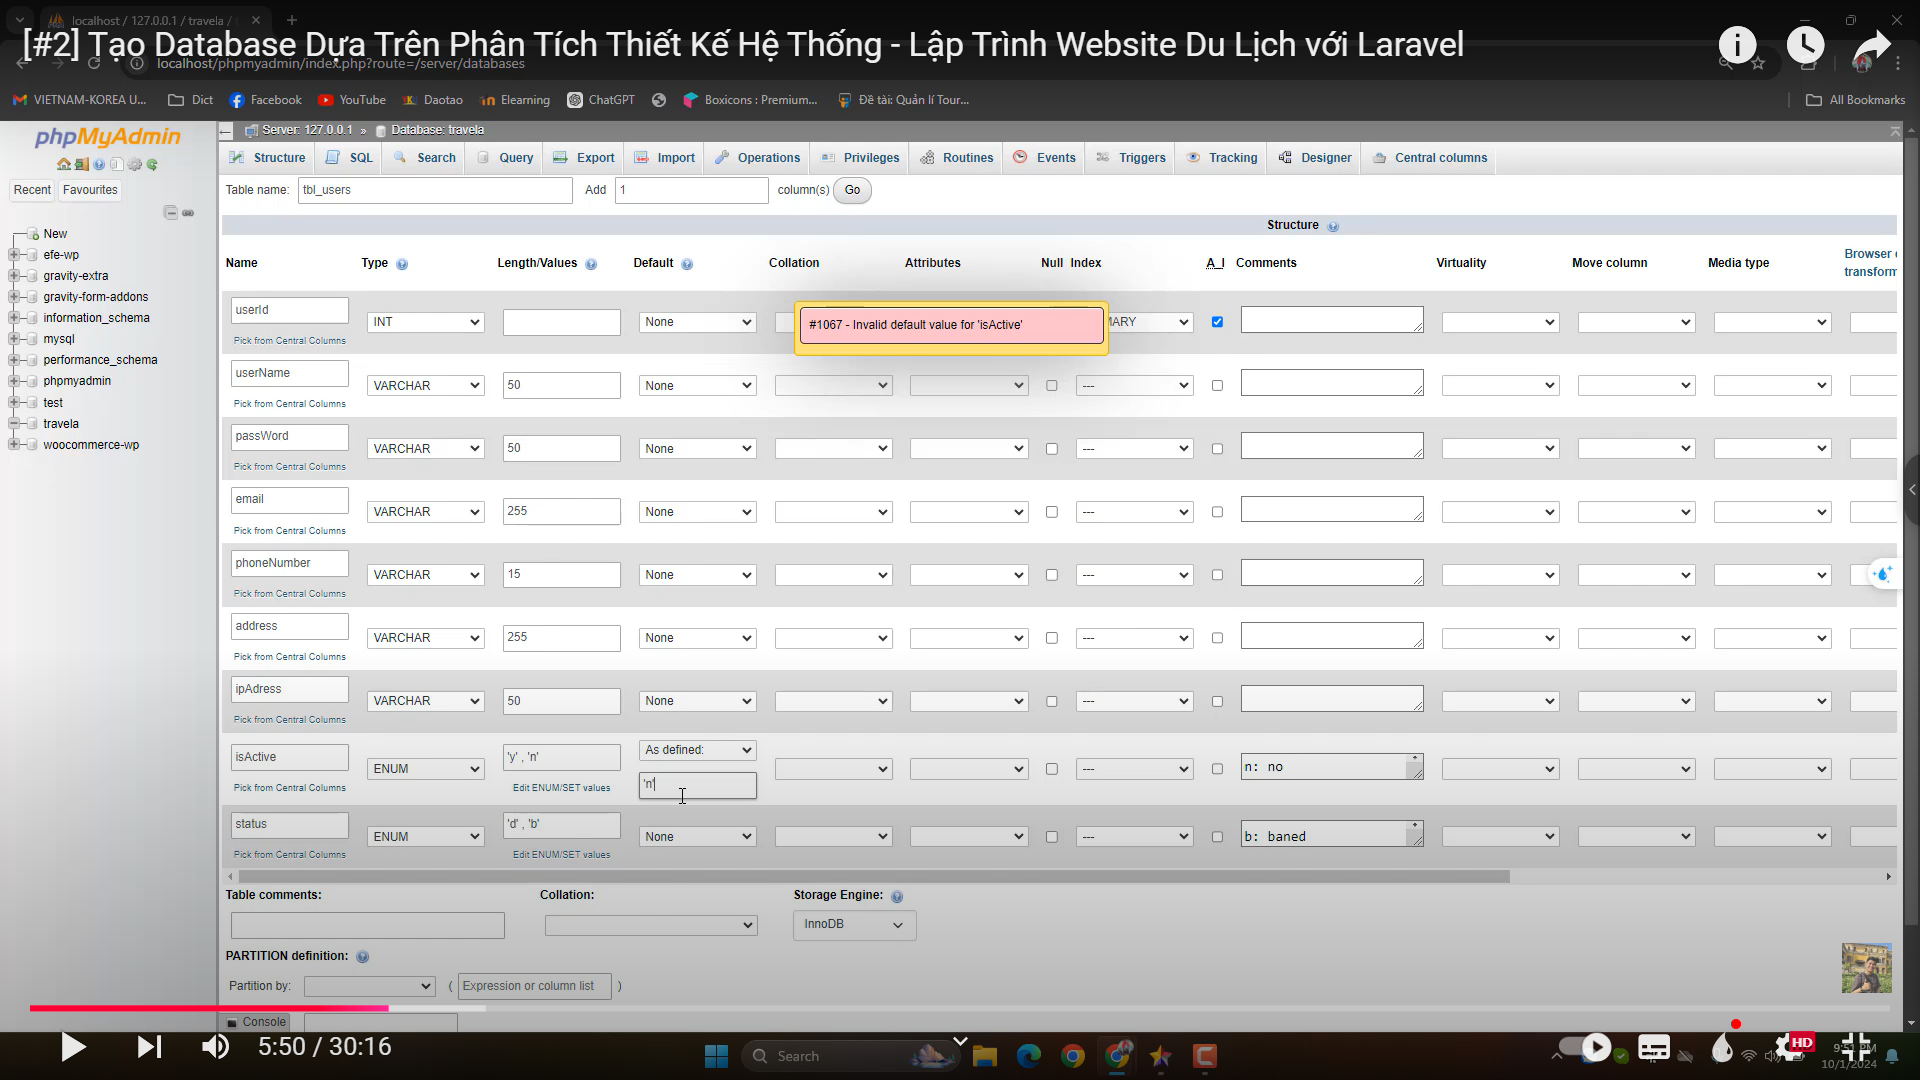 localhost / 127.0.0.1 / travela /
[#2] Tạo Database Dựa Trên Phân Tích Thiết Kế Hệ Thống - Lập Trình Website Du Lịch với Laravel
localhost/phpmyadmin/index.php?route=/server/databases
VIETNAM-KOREA U... Dict Facebook YouTube Daotao Elearning ChatGPT Boxicons : Premium... Đề tài: Quản lí Tour... All Bookmarks
phpMyAdmin
Recent Favourites
New
efe-wp
gravity-extra
gravity-form-addons
information_schema
mysql
performance_schema
phpmyadmin
test
travela
woocommerce-wp
Server: 127.0.0.1 » Database: travela
Structure SQL Search Query Export Import Operations Privileges Routines Events Triggers Tracking Designer Central columns
Table name: tbl_users Add 1 column(s) Go
Structure
Name Type Length/Values Default Collation Attributes Null Index A_I Comments Virtuality Move column Media type Browser
transform
#1067 - Invalid default value for 'isActive'
userId INT None MARY
Pick from Central Columns
userName VARCHAR 50 None ---
Pick from Central Columns
passWord VARCHAR 50 None ---
Pick from Central Columns
email VARCHAR 255 None ---
Pick from Central Columns
phoneNumber VARCHAR 15 None ---
Pick from Central Columns
address VARCHAR 255 None ---
Pick from Central Columns
ipAdress VARCHAR 50 None ---
Pick from Central Columns
isActive ENUM 'y' , 'n' As defined: --- n: no
'n'
Pick from Central Columns Edit ENUM/SET values
status ENUM 'd' , 'b' None --- b: baned
Pick from Central Columns Edit ENUM/SET values
Table comments: Collation: Storage Engine:
InnoDB
PARTITION definition:
Partition by: ( Expression or column list )
Console
5:50 / 30:16
Search
HD
9:51 PM
10/1/2024